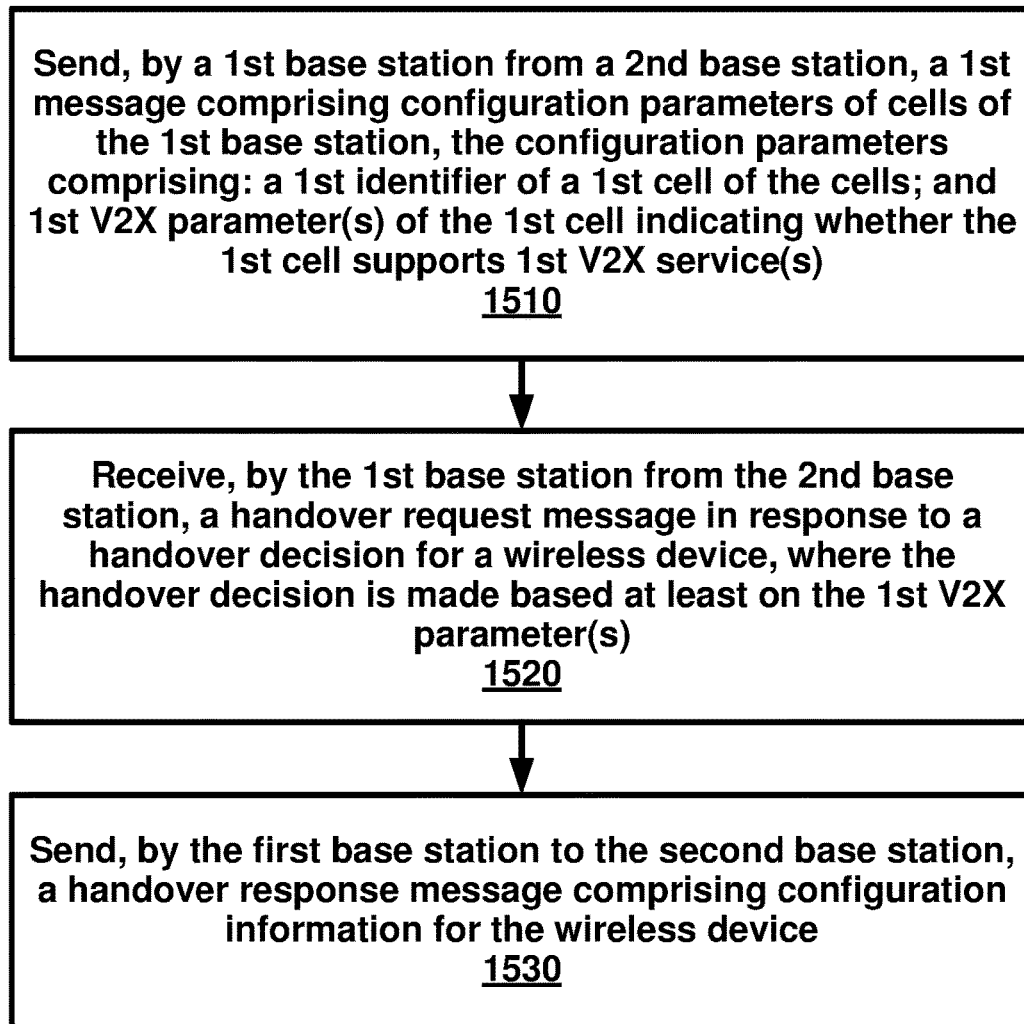 Send, by a 1st base station from a 2nd base station, a 1st
message comprising configuration parameters of cells of
the 1st base station, the configuration parameters
comprising: a 1st identifier of a 1st cell of the cells; and
1st V2X parameter(s) of the 1st cell indicating whether the
1st cell supports 1st V2X service(s)
1510
Receive, by the 1st base station from the 2nd base
station, a handover request message in response to a
handover decision for a wireless device, where the
handover decision is made based at least on the 1st V2X
parameter(s)
1520
Send, by the first base station to the second base station,
a handover response message comprising configuration
information for the wireless device
1530